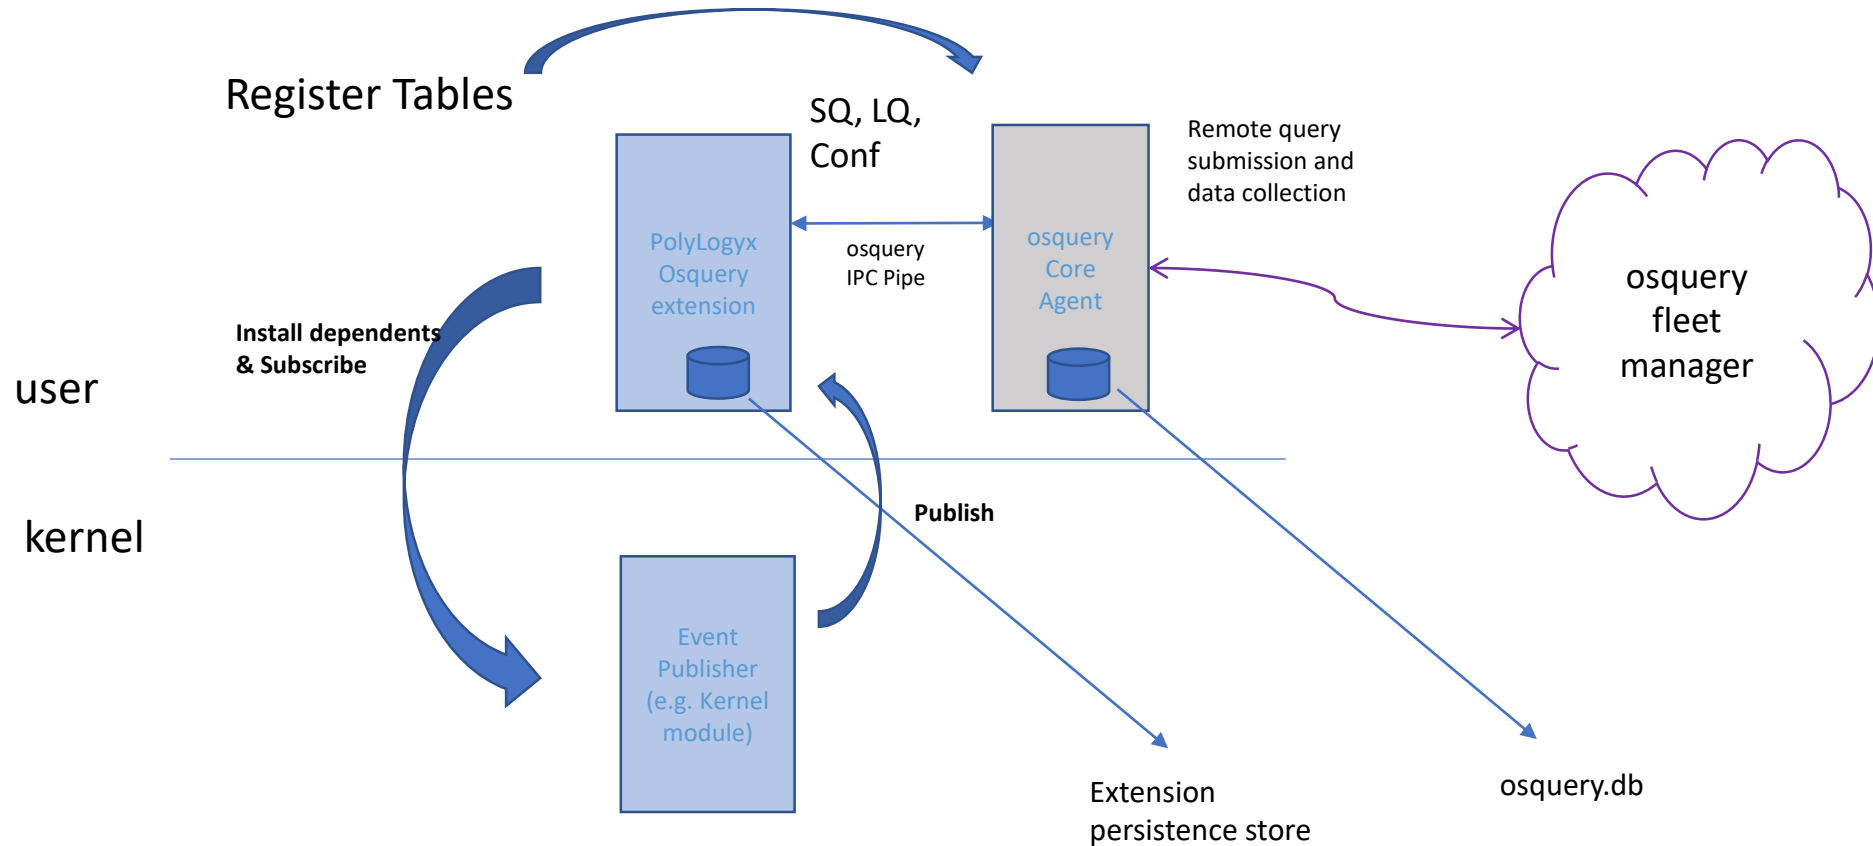 Register Tables
SQ, LQ,
Conf
Remote query
submission and
data collection
PolyLogyx
Osquery
extension
osquery
IPC Pipe
osquery
Core
Agent
osquery
fleet
manager
Install dependents
& Subscribe
user
kernel
Publish
Event
Publisher
(e.g. Kernel
module)
Extension
persistence store
osquery.db